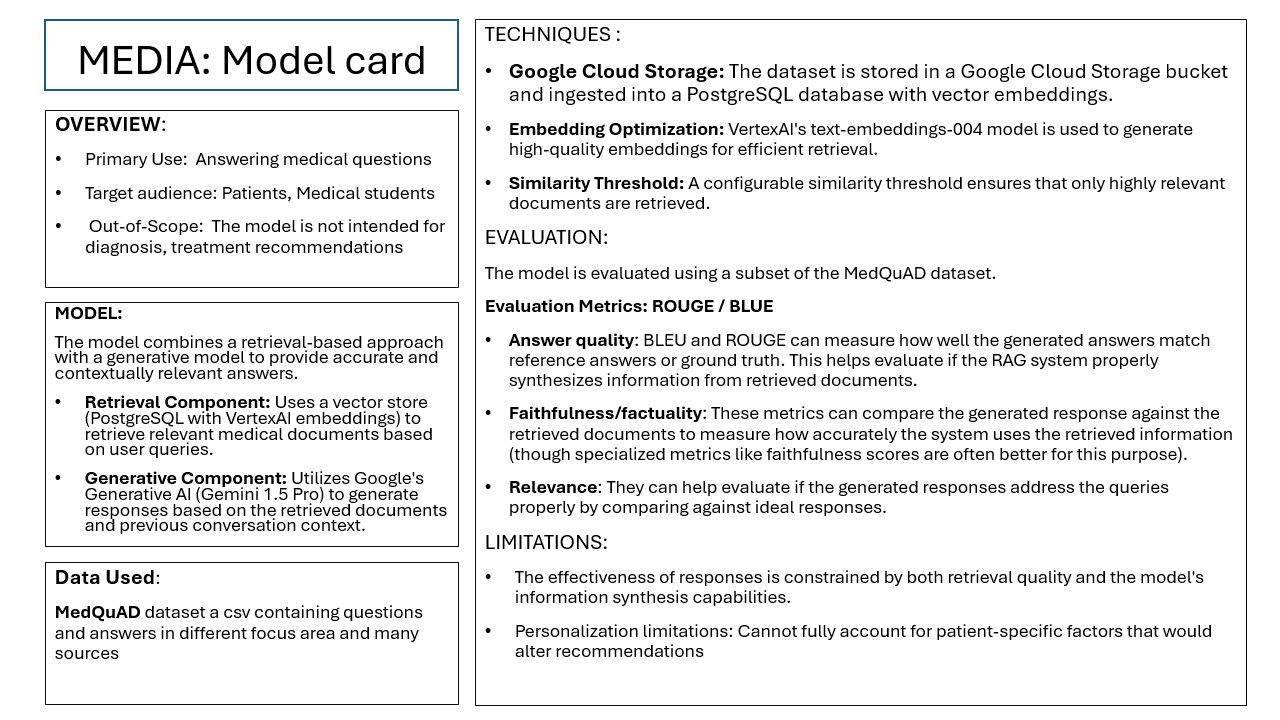 MEDIA: Model card
OVERVIEW:
• Primary Use:  Answering medical questions
• Target audience: Patients, Medical students
•  Out-of-Scope:  The model is not intended for
diagnosis, treatment recommendations
MODEL:
The model combines a retrieval-based approach
with a generative model to provide accurate and
contextually relevant answers.
• Retrieval Component: Uses a vector store
(PostgreSQL with VertexAI embeddings) to
retrieve relevant medical documents based
on user queries.
• Generative Component: Utilizes Google's
Generative AI (Gemini 1.5 Pro) to generate
responses based on the retrieved documents
and previous conversation context.
Data Used:
MedQuAD dataset a csv containing questions
and answers in different focus area and many
sources
TECHNIQUES :
• Google Cloud Storage: The dataset is stored in a Google Cloud Storage bucket
and ingested into a PostgreSQL database with vector embeddings.
• Embedding Optimization: VertexAI's text-embeddings-004 model is used to generate
high-quality embeddings for efficient retrieval.
• Similarity Threshold: A configurable similarity threshold ensures that only highly relevant
documents are retrieved.
EVALUATION:
The model is evaluated using a subset of the MedQuAD dataset.
Evaluation Metrics: ROUGE / BLUE
• Answer quality: BLEU and ROUGE can measure how well the generated answers match
reference answers or ground truth. This helps evaluate if the RAG system properly
synthesizes information from retrieved documents.
• Faithfulness/factuality: These metrics can compare the generated response against the
retrieved documents to measure how accurately the system uses the retrieved information
(though specialized metrics like faithfulness scores are often better for this purpose).
• Relevance: They can help evaluate if the generated responses address the queries
properly by comparing against ideal responses.
LIMITATIONS:
• The effectiveness of responses is constrained by both retrieval quality and the model's
information synthesis capabilities.
• Personalization limitations: Cannot fully account for patient-specific factors that would
alter recommendations